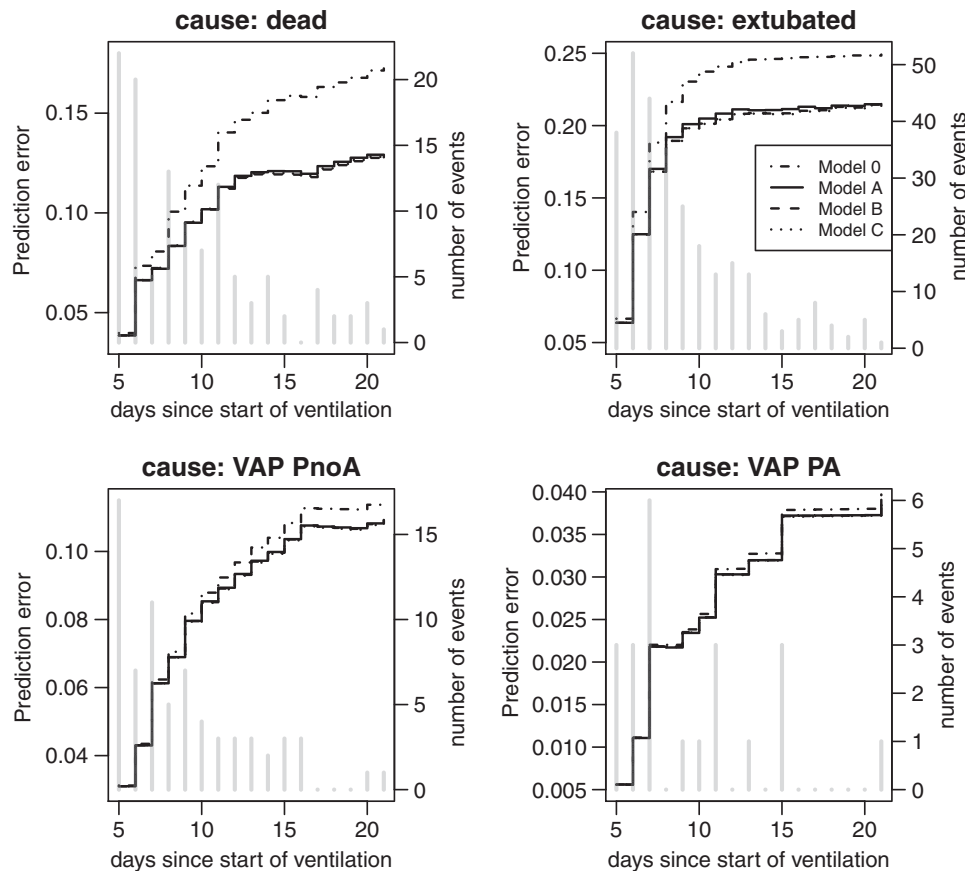 cause: dead
Prediction error
0.15
0.10
0.05
20
15
10
5
0
number of events
5 10 15 20
days since start of ventilation
cause: extubated
Prediction error
0.25
0.20
0.15
0.10
0.05
50
40
30
20
10
0
number of events
Model 0
Model A
Model B
Model C
5 10 15 20
days since start of ventilation
cause: VAP PnoA
Prediction error
0.10
0.08
0.06
0.04
15
10
5
0
number of events
5 10 15 20
days since start of ventilation
cause: VAP PA
Prediction error
0.040
0.035
0.030
0.025
0.020
0.015
0.010
0.005
6
5
4
3
2
1
0
number of events
5 10 15 20
days since start of ventilation